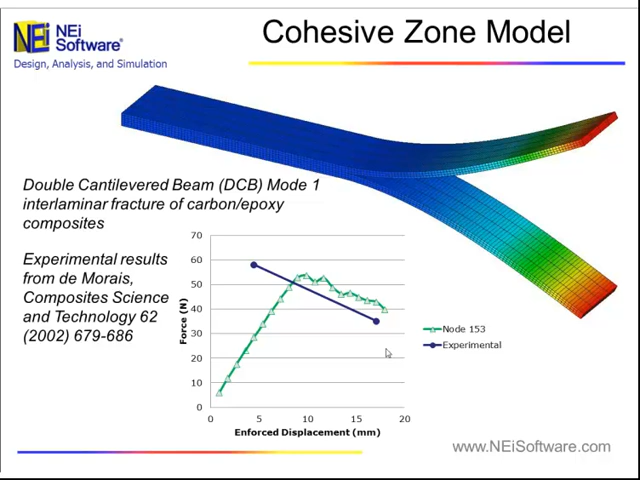 NEi NEi
Software®
Design, Analysis, and Simulation
Cohesive Zone Model
Double Cantilevered Beam (DCB) Mode 1
interlaminar fracture of carbon/epoxy
composites
Experimental results
from de Morais,
Composites Science
and Technology 62
(2002) 679-686
70
60
50
40
30
20
10
0
Force (N)
0 5 10 15 20
Enforced Displacement (mm)
Node 153
Experimental
www.NEiSoftware.com